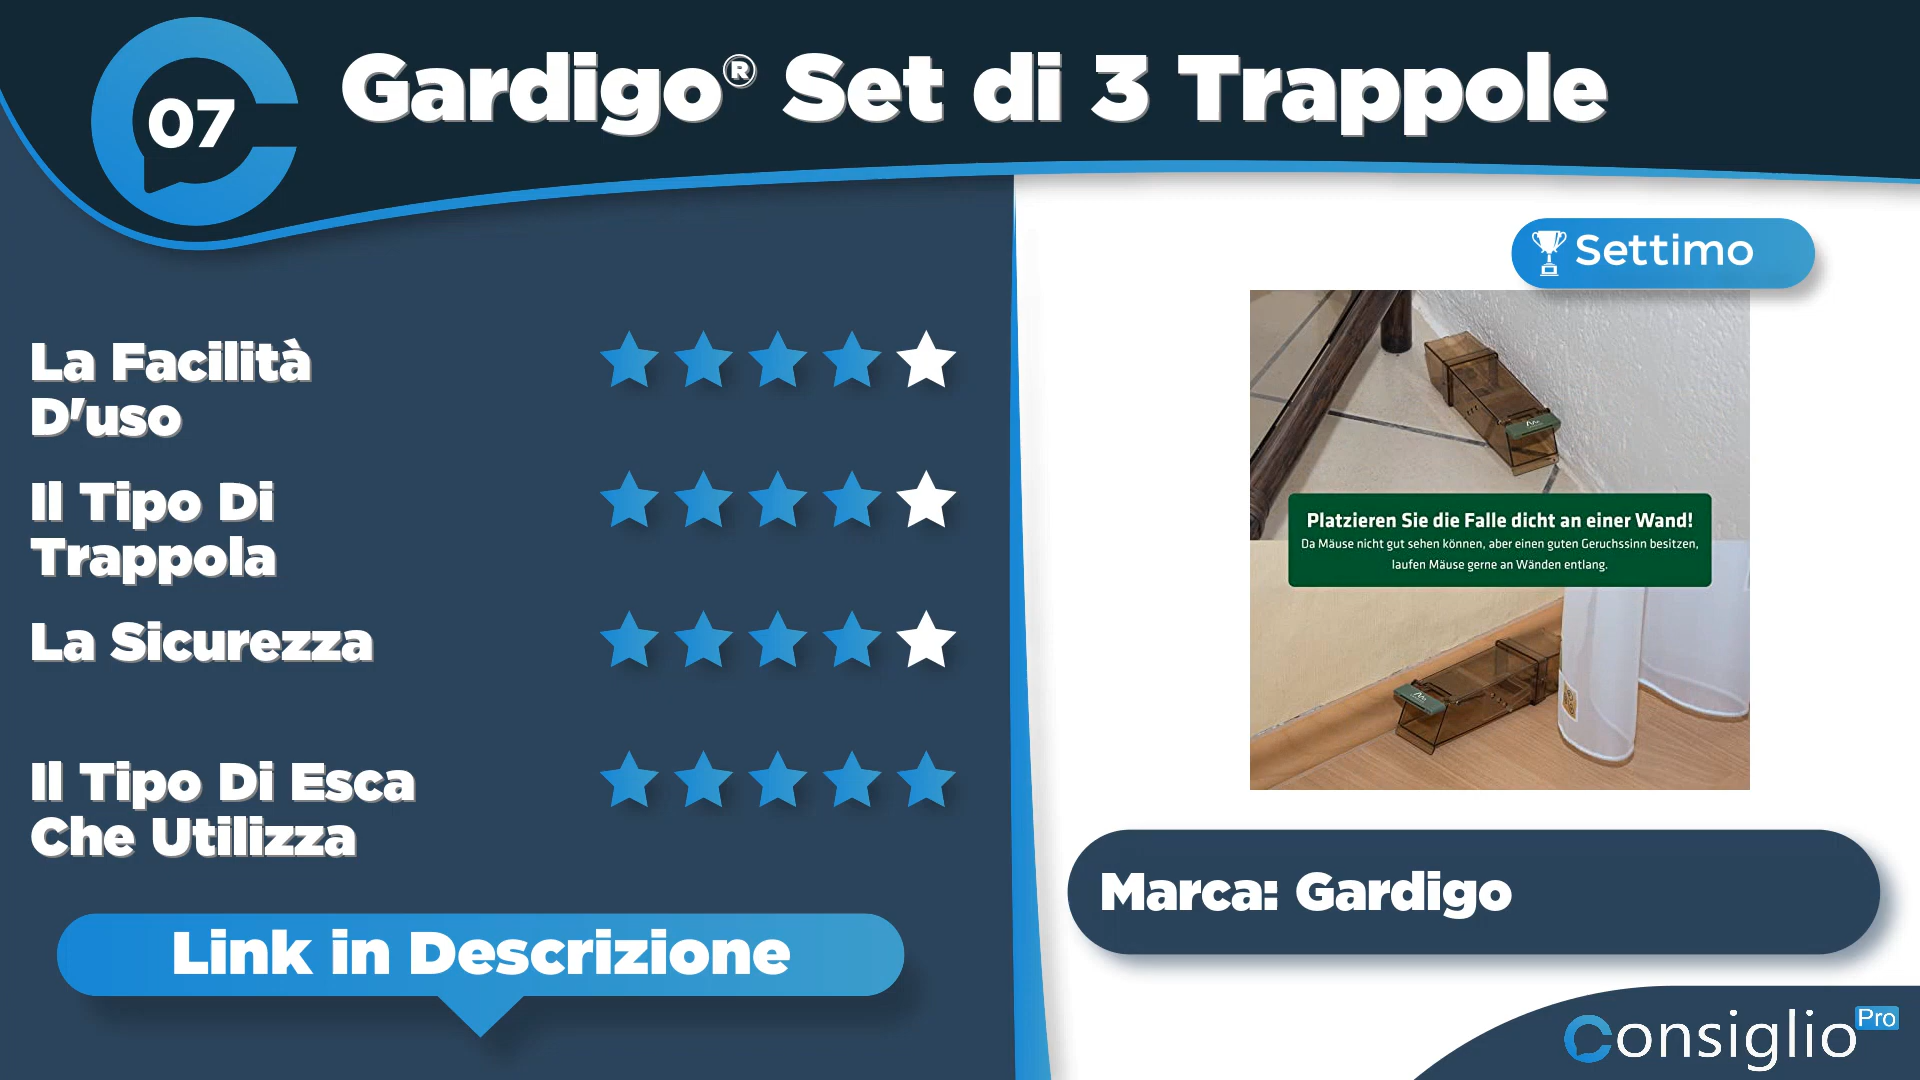 07
Gardigo® Set di 3 Trappole
Settimo
La Facilità
D'uso
Il Tipo Di
Trappola
La Sicurezza
Il Tipo Di Esca
Che Utilizza
Link in Descrizione
Platzieren Sie die Falle dicht an einer Wand!
Da Mäuse nicht gut sehen können, aber einen guten Geruchssinn besitzen,
laufen Mäuse gerne an Wänden entlang.
Marca: Gardigo
Consiglio Pro